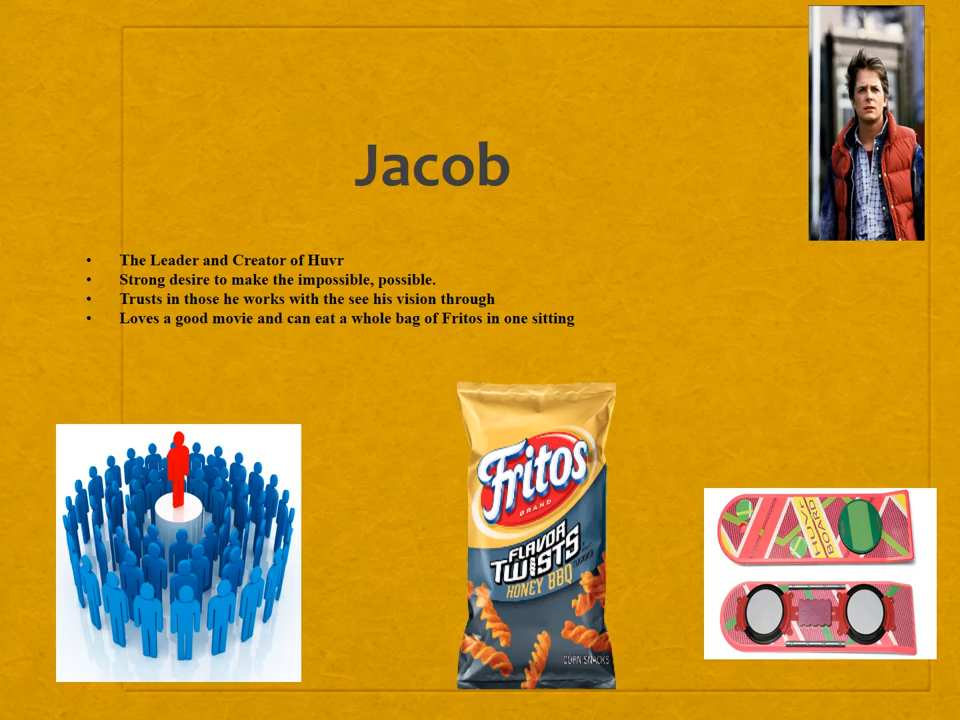 Jacob
• The Leader and Creator of Huvr
• Strong desire to make the impossible, possible.
• Trusts in those he works with the see his vision through
• Loves a good movie and can eat a whole bag of Fritos in one sitting
Fritos
BRAND
FLAVOR
TWISTS
HONEY BBQ
CORN SNACKS
BOARD